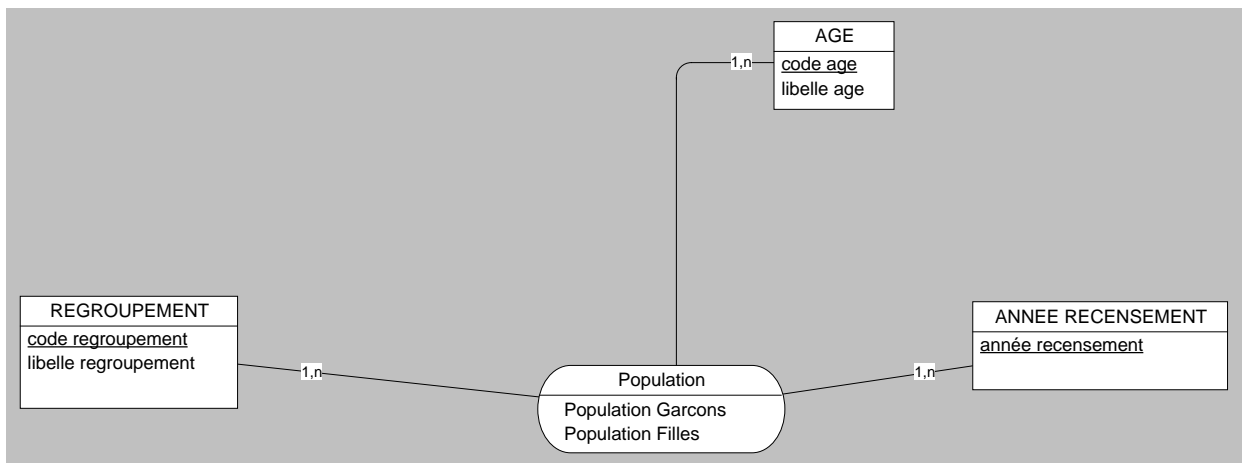 AGE
code age
libelle age
1,n
REGROUPEMENT
code regroupement
libelle regroupement
1,n
Population
Population Garcons
Population Filles
1,n
ANNEE RECENSEMENT
année recensement